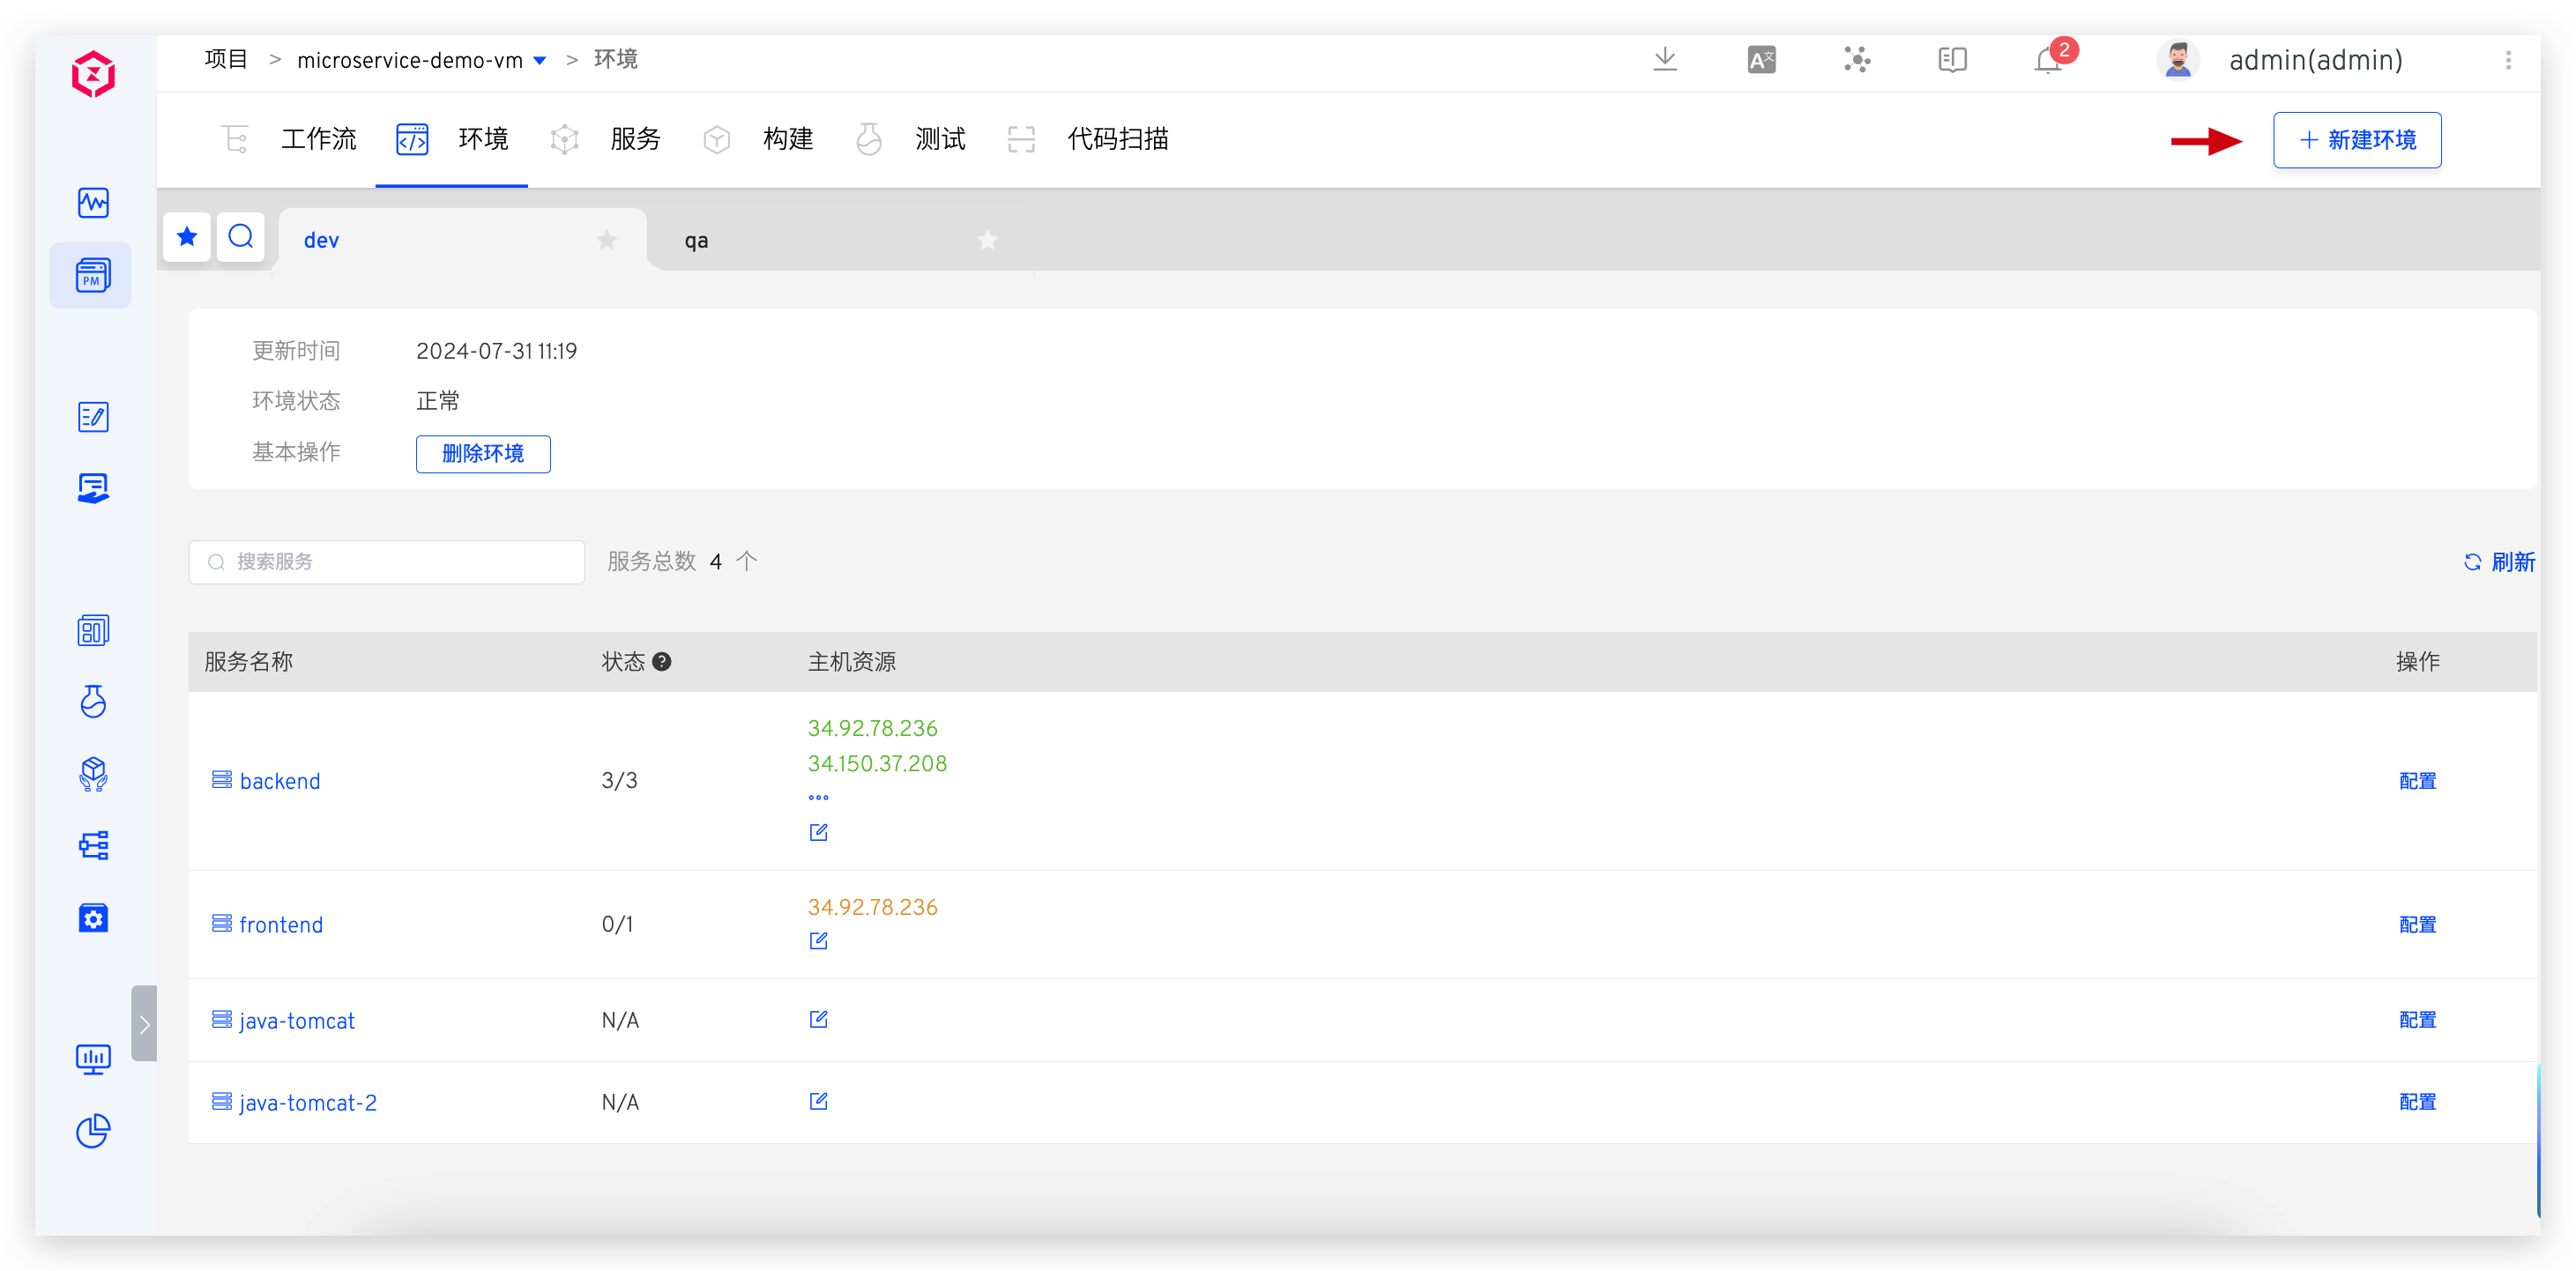 项目 > microservice-demo-vm > 环境
2
admin(admin)
工作流 环境 服务 构建 测试 代码扫描
+ 新建环境
PM
dev
qa
更新时间 2024-07-31 11:19
环境状态 正常
基本操作 删除环境
搜索服务
服务总数 4 个
刷新
服务名称 状态 主机资源 操作
backend 3/3 34.92.78.236
34.150.37.208
配置
frontend 0/1 34.92.78.236
配置
java-tomcat N/A 配置
java-tomcat-2 N/A 配置